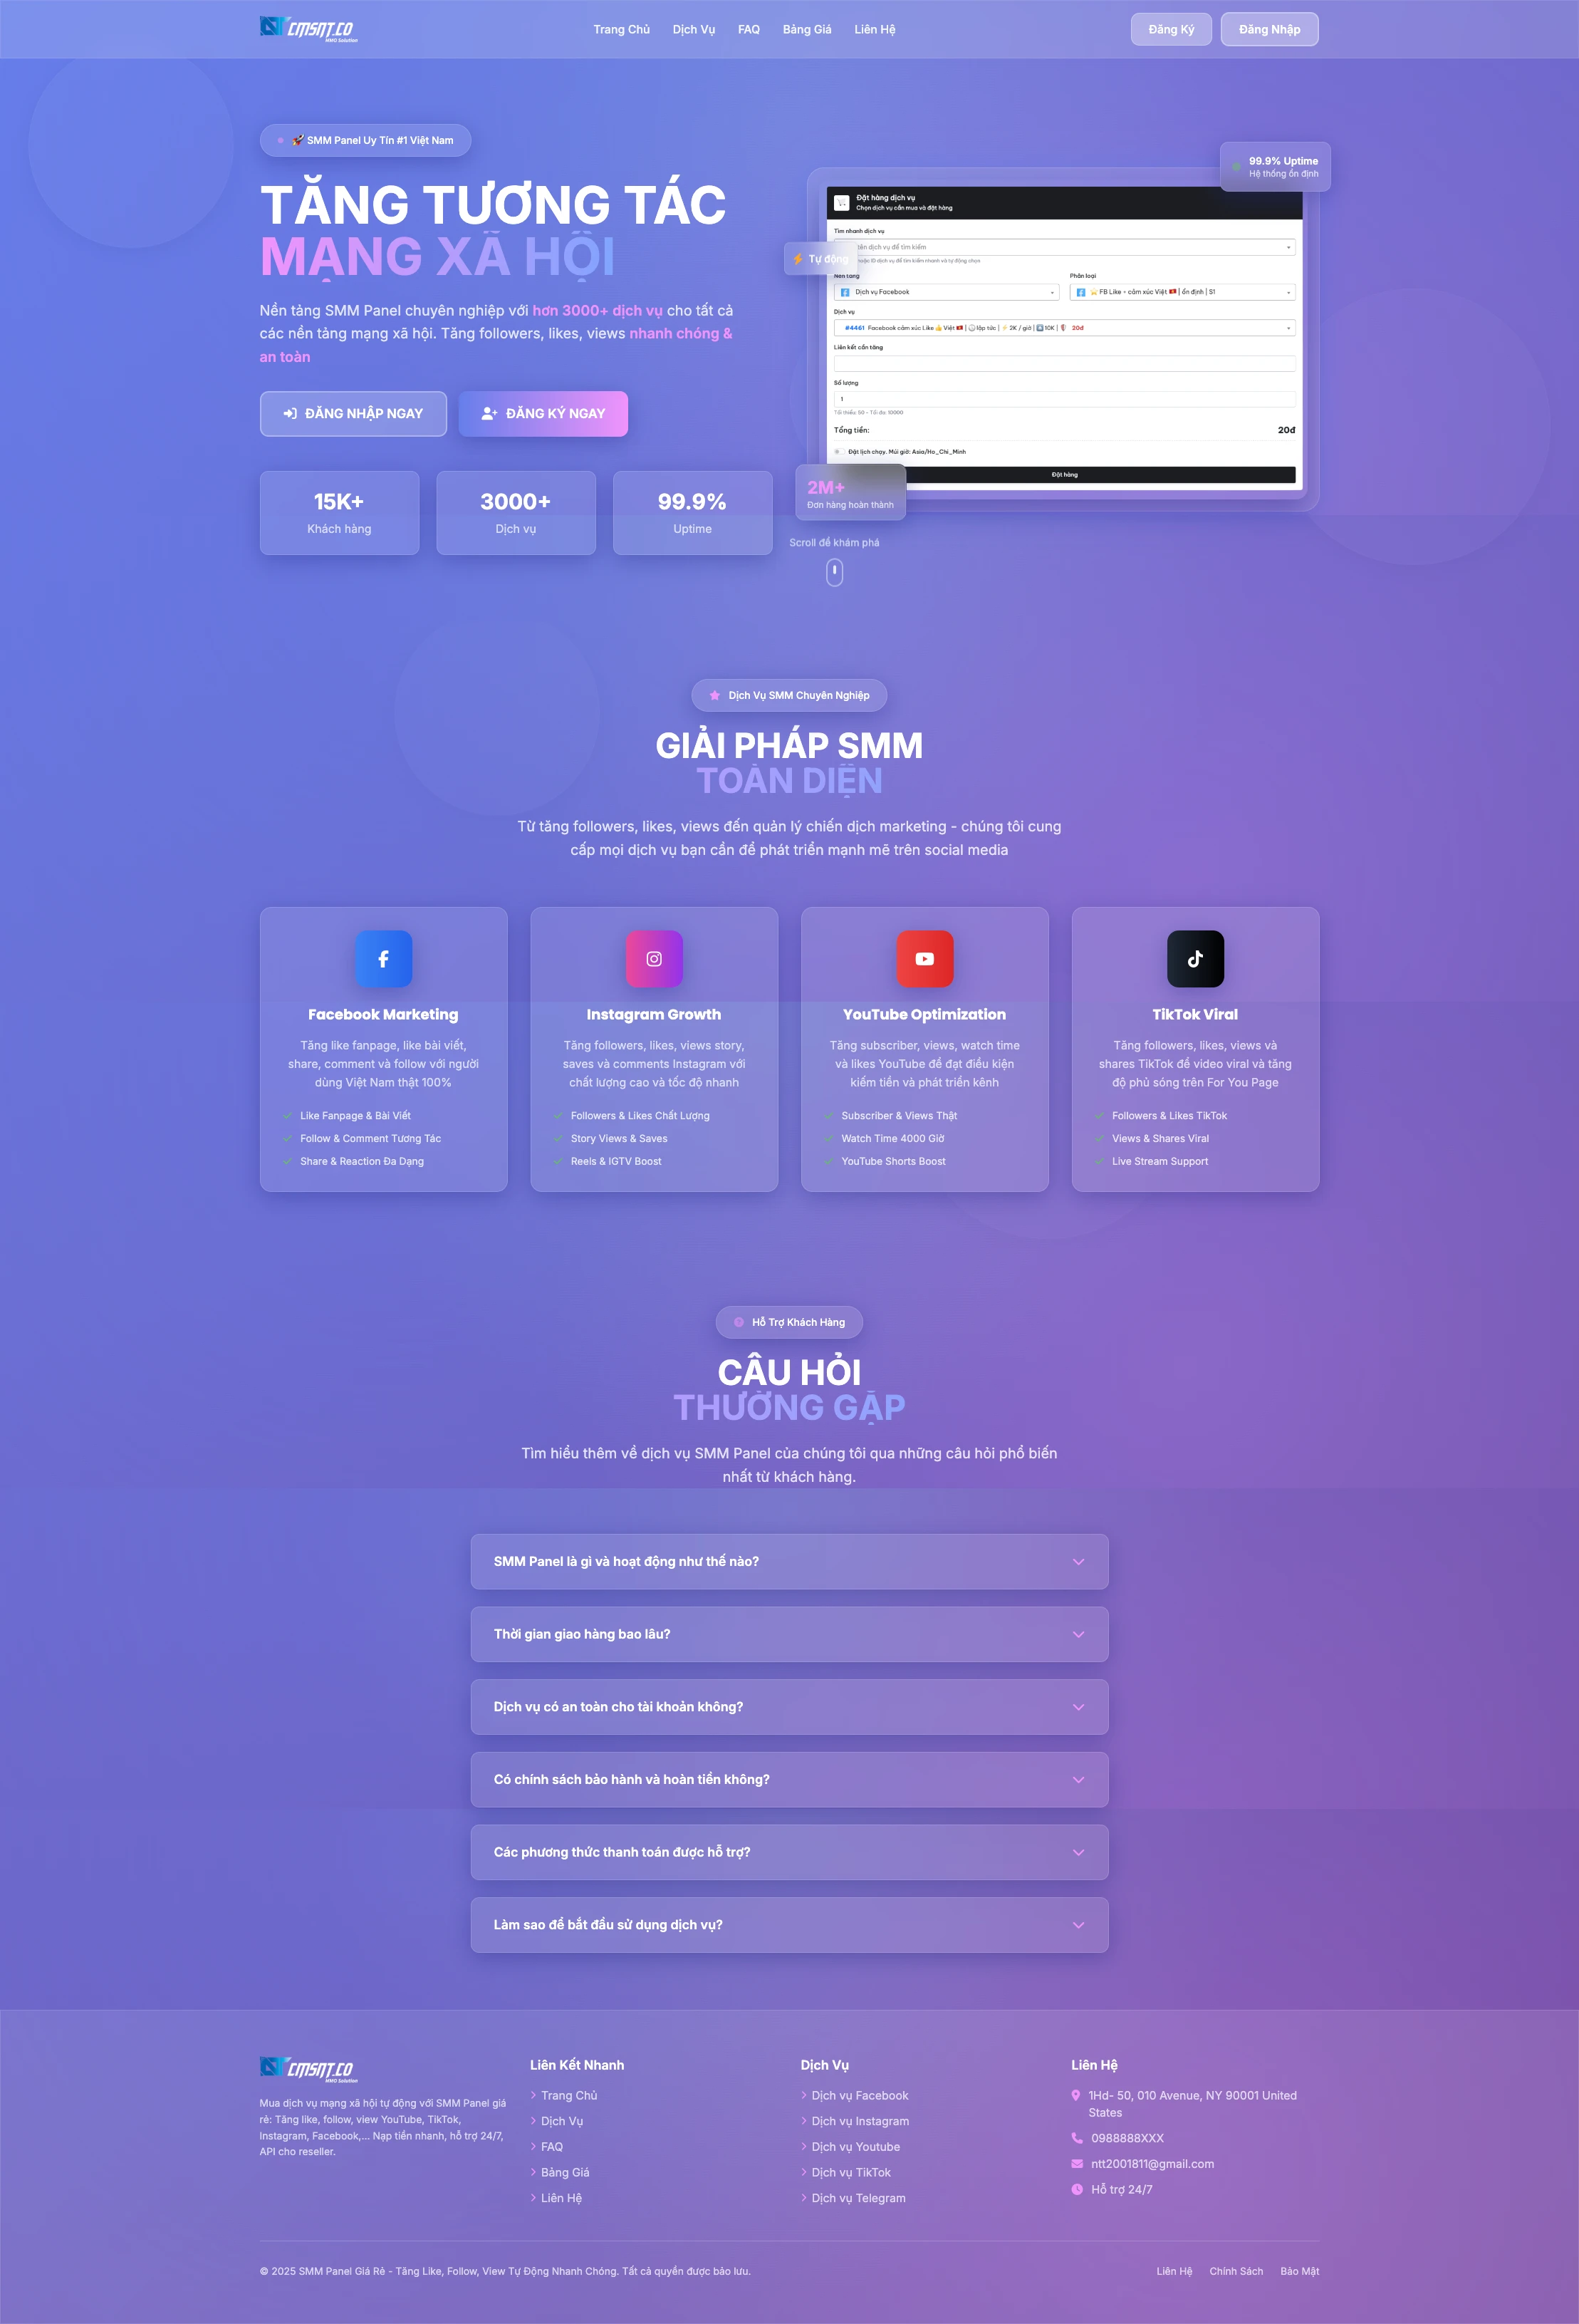 CMSNT.CO
MMO Solution
Trang Chủ
Dịch Vụ
FAQ
Bảng Giá
Liên Hệ
Đăng Ký
Đăng Nhập
🚀 SMM Panel Uy Tín #1 Việt Nam
TĂNG TƯƠNG TÁC
MẠNG XÃ HỘI
Nền tảng SMM Panel chuyên nghiệp với hơn 3000+ dịch vụ cho tất cả
các nền tảng mạng xã hội. Tăng followers, likes, views nhanh chóng &
an toàn
ĐĂNG NHẬP NGAY
ĐĂNG KÝ NGAY
15K+
Khách hàng
3000+
Dịch vụ
99.9%
Uptime
99.9% Uptime
Hệ thống ổn định
Đặt hàng dịch vụ
Chọn dịch vụ cần mua và đặt hàng
Tìm nhanh dịch vụ
tên dịch vụ để tìm kiếm
⚡ Tự động
ID dịch vụ để tìm kiếm nhanh và tự động chọn
Nền tảng
Phân loại
Dịch vụ Facebook
FB Like + cảm xúc Việt 🇻🇳 | ổn định | S1
Dịch vụ
#4461 Facebook cảm xúc Like 👍 Việt 🇻🇳 | lập tức | ⚡ 2K / giờ | 10K | 20đ
Liên kết cần tăng
Số lượng
1
Tối thiểu: 50 - Tối đa: 10000
Tổng tiền:
20đ
Đặt lịch chạy. Múi giờ: Asia/Ho_Chi_Minh
Đặt hàng
2M+
Đơn hàng hoàn thành
Scroll để khám phá
Dịch Vụ SMM Chuyên Nghiệp
GIẢI PHÁP SMM
TOÀN DIỆN
Từ tăng followers, likes, views đến quản lý chiến dịch marketing - chúng tôi cung
cấp mọi dịch vụ bạn cần để phát triển mạnh mẽ trên social media
Facebook Marketing
Tăng like fanpage, like bài viết,
share, comment và follow với người
dùng Việt Nam thật 100%
Like Fanpage & Bài Viết
Follow & Comment Tương Tác
Share & Reaction Đa Dạng
Instagram Growth
Tăng followers, likes, views story,
saves và comments Instagram với
chất lượng cao và tốc độ nhanh
Followers & Likes Chất Lượng
Story Views & Saves
Reels & IGTV Boost
YouTube Optimization
Tăng subscriber, views, watch time
và likes YouTube để đạt điều kiện
kiếm tiền và phát triển kênh
Subscriber & Views Thật
Watch Time 4000 Giờ
YouTube Shorts Boost
TikTok Viral
Tăng followers, likes, views và
shares TikTok để video viral và tăng
độ phủ sóng trên For You Page
Followers & Likes TikTok
Views & Shares Viral
Live Stream Support
Hỗ Trợ Khách Hàng
CÂU HỎI
THƯỜNG GẶP
Tìm hiểu thêm về dịch vụ SMM Panel của chúng tôi qua những câu hỏi phổ biến
nhất từ khách hàng.
SMM Panel là gì và hoạt động như thế nào?
Thời gian giao hàng bao lâu?
Dịch vụ có an toàn cho tài khoản không?
Có chính sách bảo hành và hoàn tiền không?
Các phương thức thanh toán được hỗ trợ?
Làm sao để bắt đầu sử dụng dịch vụ?
CMSNT.CO
MMO Solution
Mua dịch vụ mạng xã hội tự động với SMM Panel giá
rẻ: Tăng like, follow, view YouTube, TikTok,
Instagram, Facebook,... Nạp tiền nhanh, hỗ trợ 24/7,
API cho reseller.
Liên Kết Nhanh
Trang Chủ
Dịch Vụ
FAQ
Bảng Giá
Liên Hệ
Dịch Vụ
Dịch vụ Facebook
Dịch vụ Instagram
Dịch vụ Youtube
Dịch vụ TikTok
Dịch vụ Telegram
Liên Hệ
1Hd- 50, 010 Avenue, NY 90001 United
States
0988888XXX
ntt2001811@gmail.com
Hỗ trợ 24/7
© 2025 SMM Panel Giá Rẻ - Tăng Like, Follow, View Tự Động Nhanh Chóng. Tất cả quyền được bảo lưu.
Liên Hệ
Chính Sách
Bảo Mật